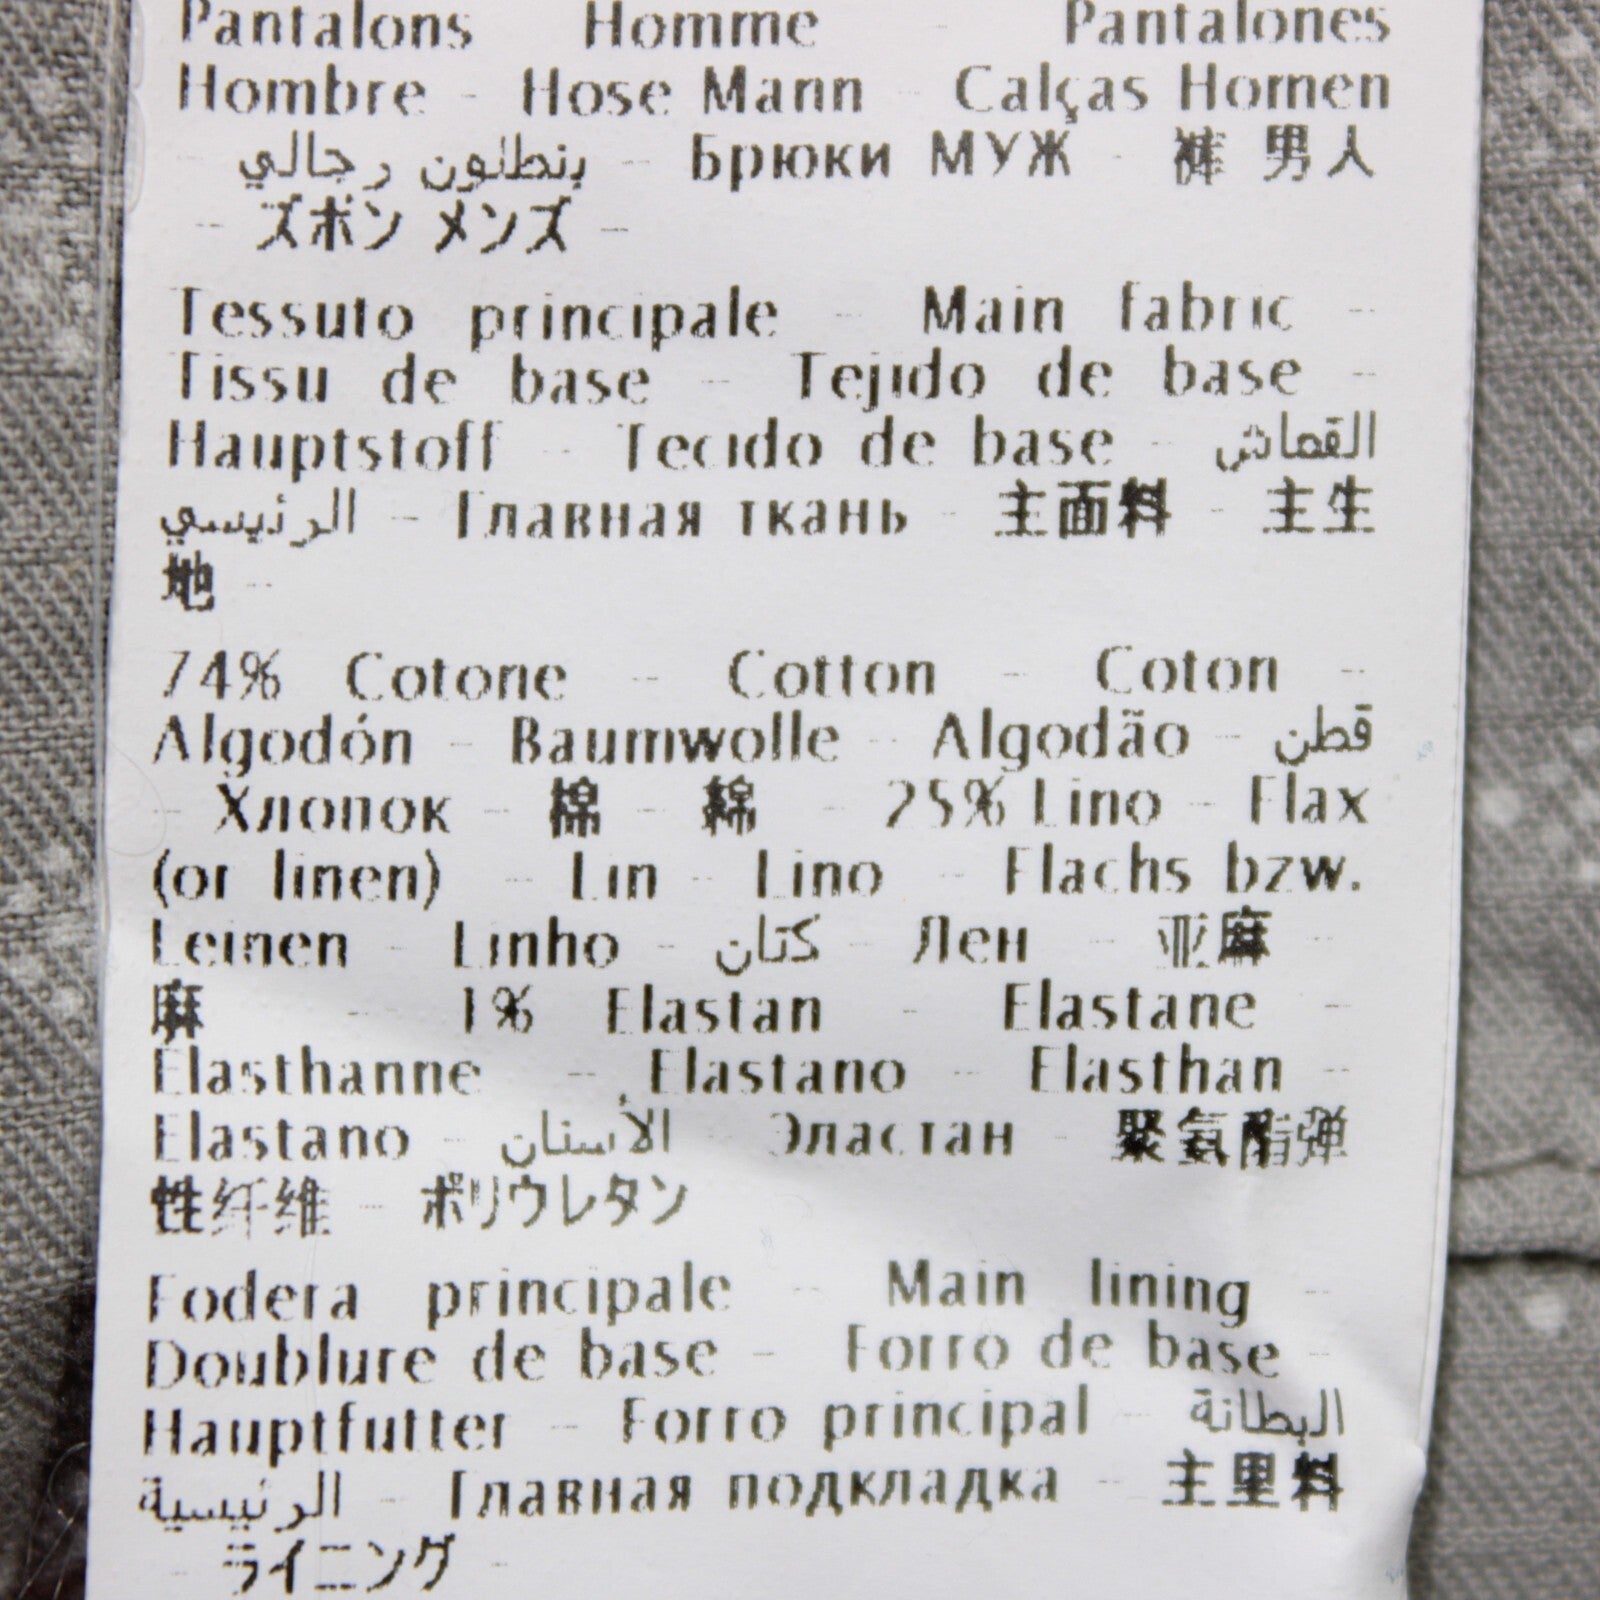 Pantalons Homme - Pantalones
Hombre - Hose Mann - Calças Homen
- بنطلون رجالي - Брюки МУЖ - 裤 男人
- ズボン メンズ -
Tessuto principale - Main fabric -
Tissu de base - Tejido de base -
Hauptstoff - Tecido de base - القماش
الرئيسي - Главная ткань - 主面料 - 主生
地 -
74% Cotone - Cotton - Coton -
Algodón - Baumwolle - Algodão - قطن
- Хлопок - 棉 - 綿 - 25% Lino - Flax
(or linen) - Lin - Lino - Flachs bzw.
Leinen - Linho - كتان - Лен - 亚麻 -
麻 - 1% Elastan - Elastane -
Elasthanne - Elastano - Elasthan -
Elastano - الأستان - Эластан - 聚氨酯弹
性纤维 - ポリウレタン
Fodera principale - Main lining -
Doublure de base - Forro de base -
Hauptfutter - Forro principal - البطانة
الرئيسية - Главная подкладка - 主里料
- ライニング -